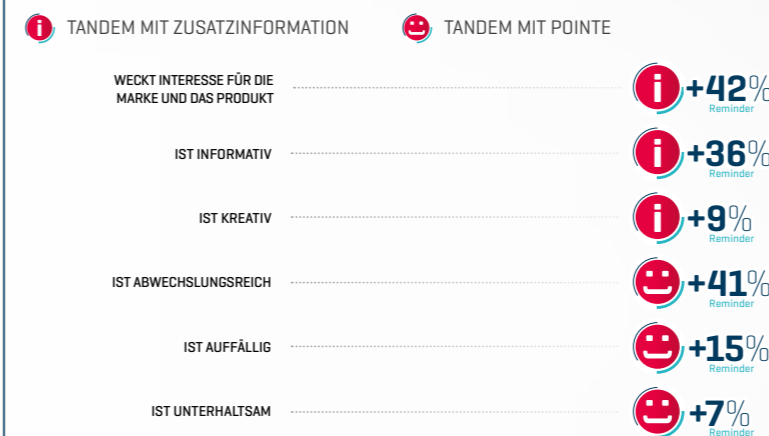 TANDEM MIT ZUSATZINFORMATION
TANDEM MIT POINTE
WECKT INTERESSE FÜR DIE
MARKE UND DAS PRODUKT
+42%
Reminder
IST INFORMATIV
+36%
Reminder
IST KREATIV
+9%
Reminder
IST ABWECHSLUNGSREICH
+41%
Reminder
IST AUFFÄLLIG
+15%
Reminder
IST UNTERHALTSAM
+7%
Reminder